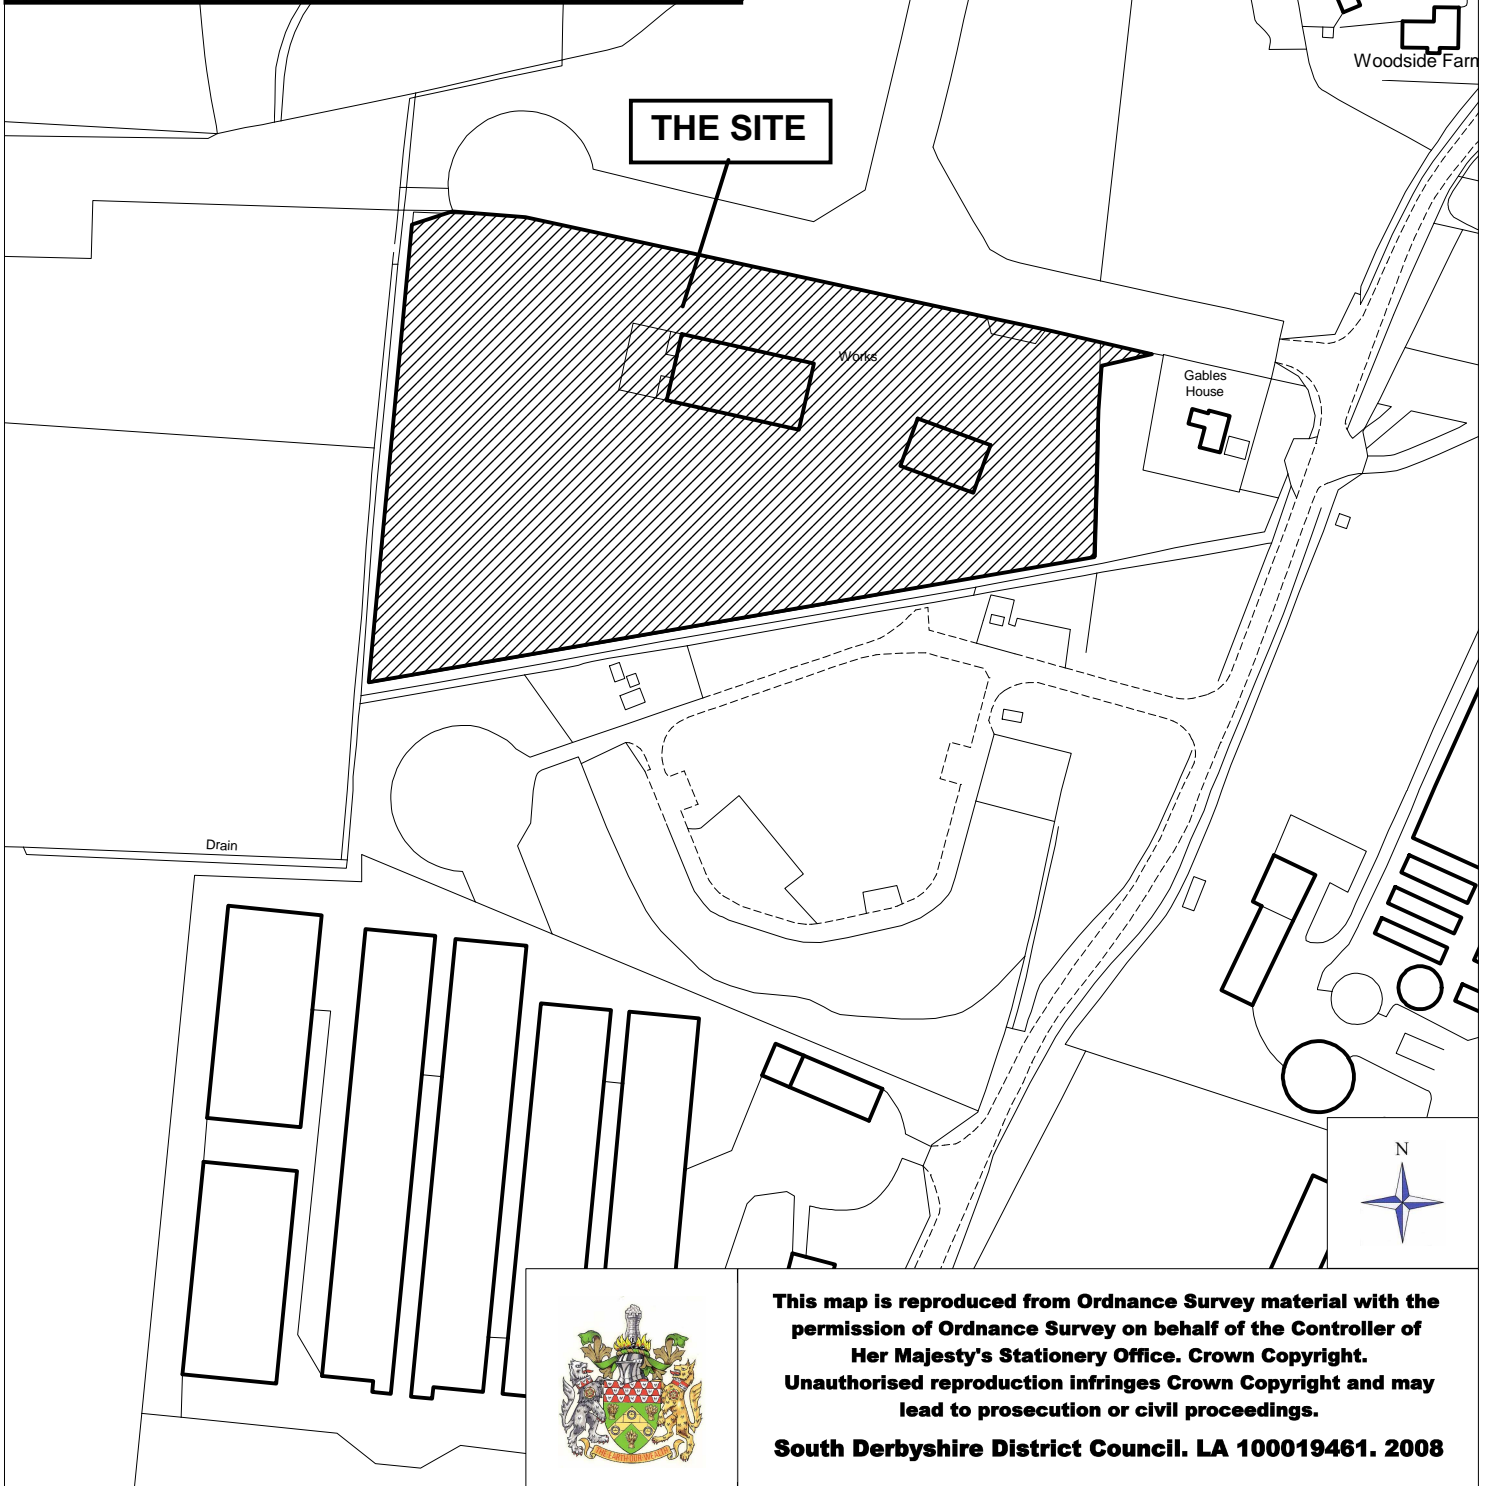 Woodside Farm
THE SITE
Works
Gables
House
Drain
N
This map is reproduced from Ordnance Survey material with the
permission of Ordnance Survey on behalf of the Controller of
Her Majesty's Stationery Office. Crown Copyright.
Unauthorised reproduction infringes Crown Copyright and may
lead to prosecution or civil proceedings.
South Derbyshire District Council. LA 100019461. 2008